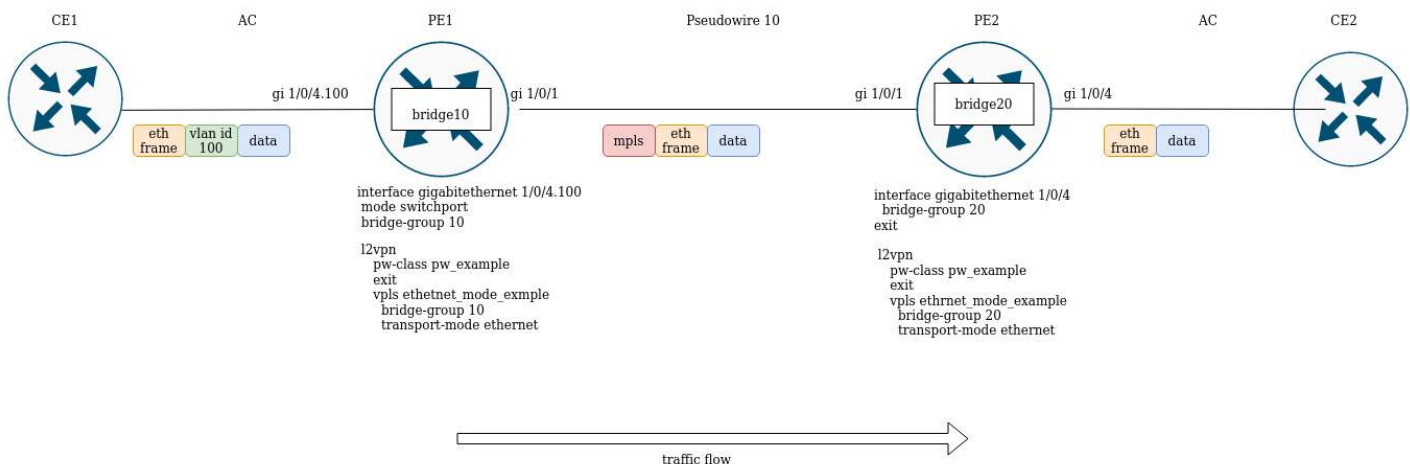 CE1
AC
PE1
Pseudowire 10
PE2
AC
CE2
gi 1/0/4.100
bridge10
gi 1/0/1
gi 1/0/1
bridge20
gi 1/0/4
eth
frame
vlan id
100
data
mpls
eth
frame
data
eth
frame
data
interface gigabitethernet 1/0/4.100
mode switchport
bridge-group 10
l2vpn
pw-class pw_example
exit
vpls ethetnet_mode_exmple
bridge-group 10
transport-mode ethernet
interface gigabitethernet 1/0/4
bridge-group 20
exit
l2vpn
pw-class pw_example
exit
vpls ethrnet_mode_example
bridge-group 20
transport-mode ethernet
traffic flow